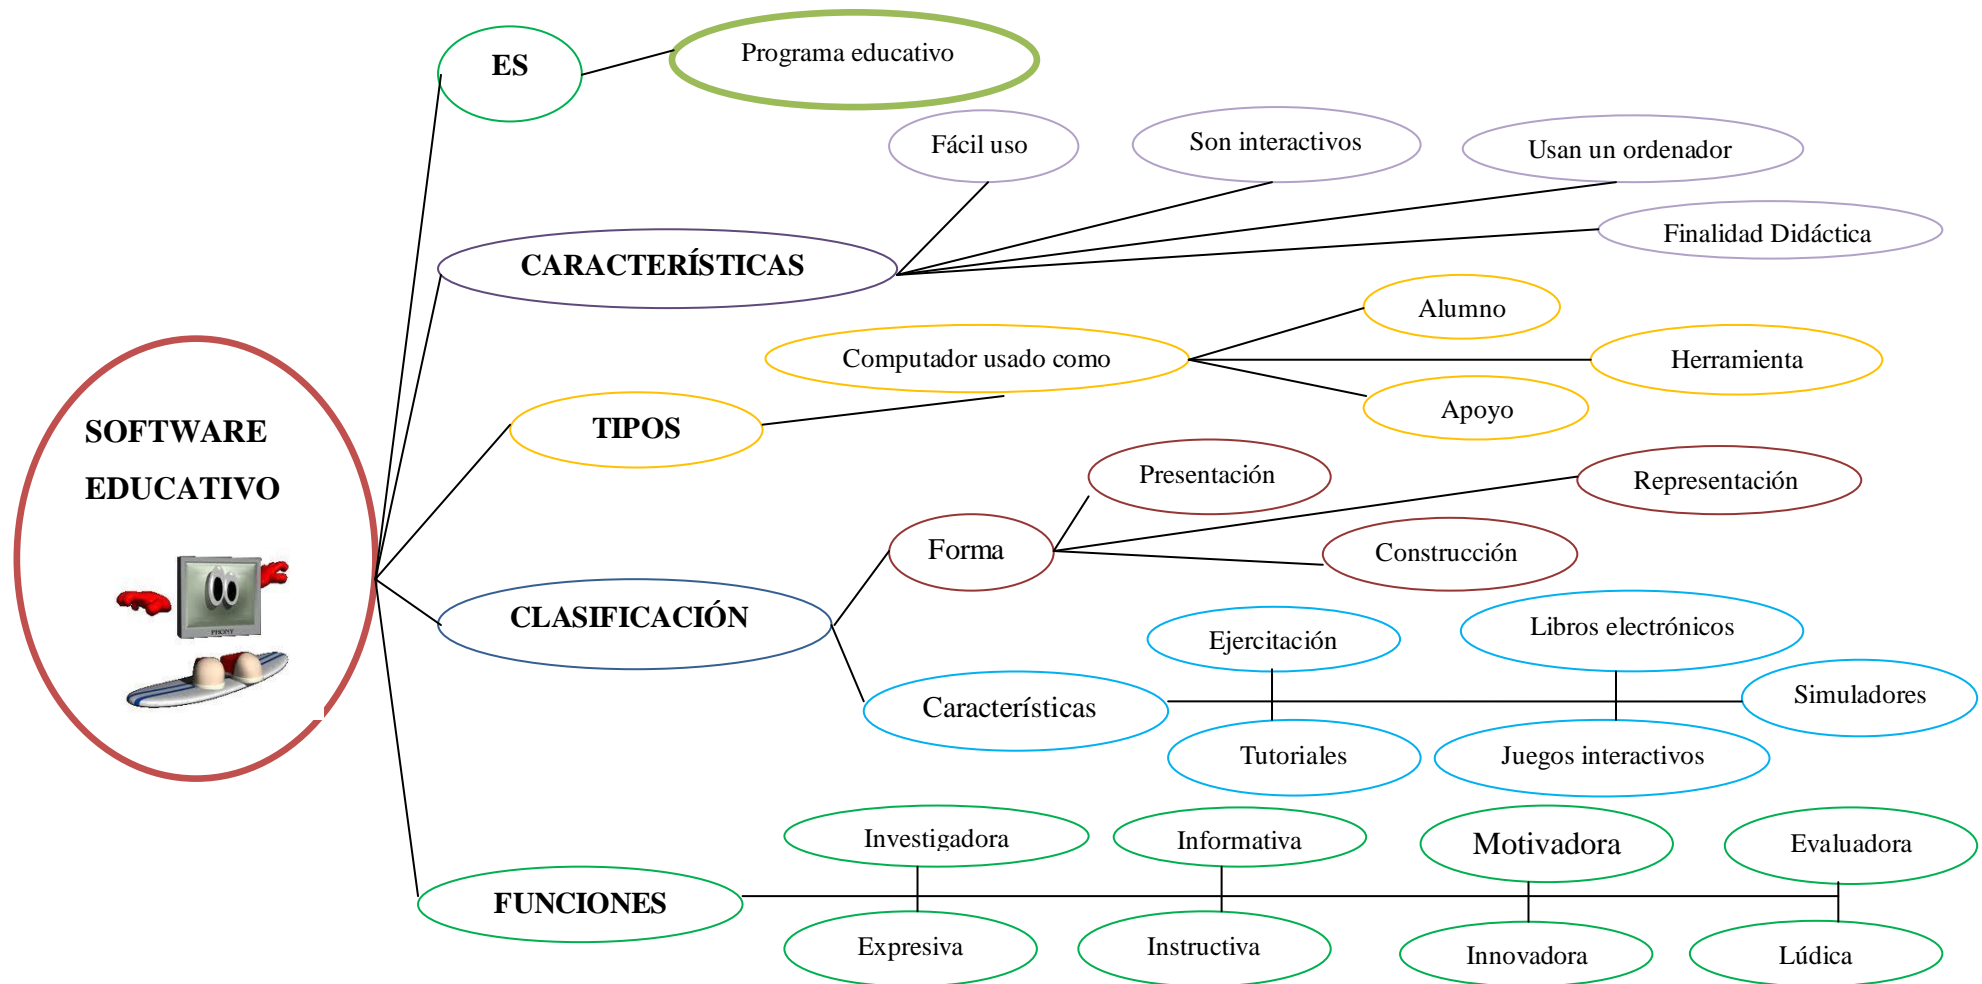 SOFTWARE
EDUCATIVO
PHONY
ES
Programa educativo
CARACTERÍSTICAS
Fácil uso
Son interactivos
Usan un ordenador
Finalidad Didáctica
TIPOS
Computador usado como
Alumno
Herramienta
Apoyo
CLASIFICACIÓN
Forma
Presentación
Representación
Construcción
Características
Ejercitación
Libros electrónicos
Simuladores
Tutoriales
Juegos interactivos
FUNCIONES
Investigadora
Informativa
Motivadora
Evaluadora
Expresiva
Instructiva
Innovadora
Lúdica